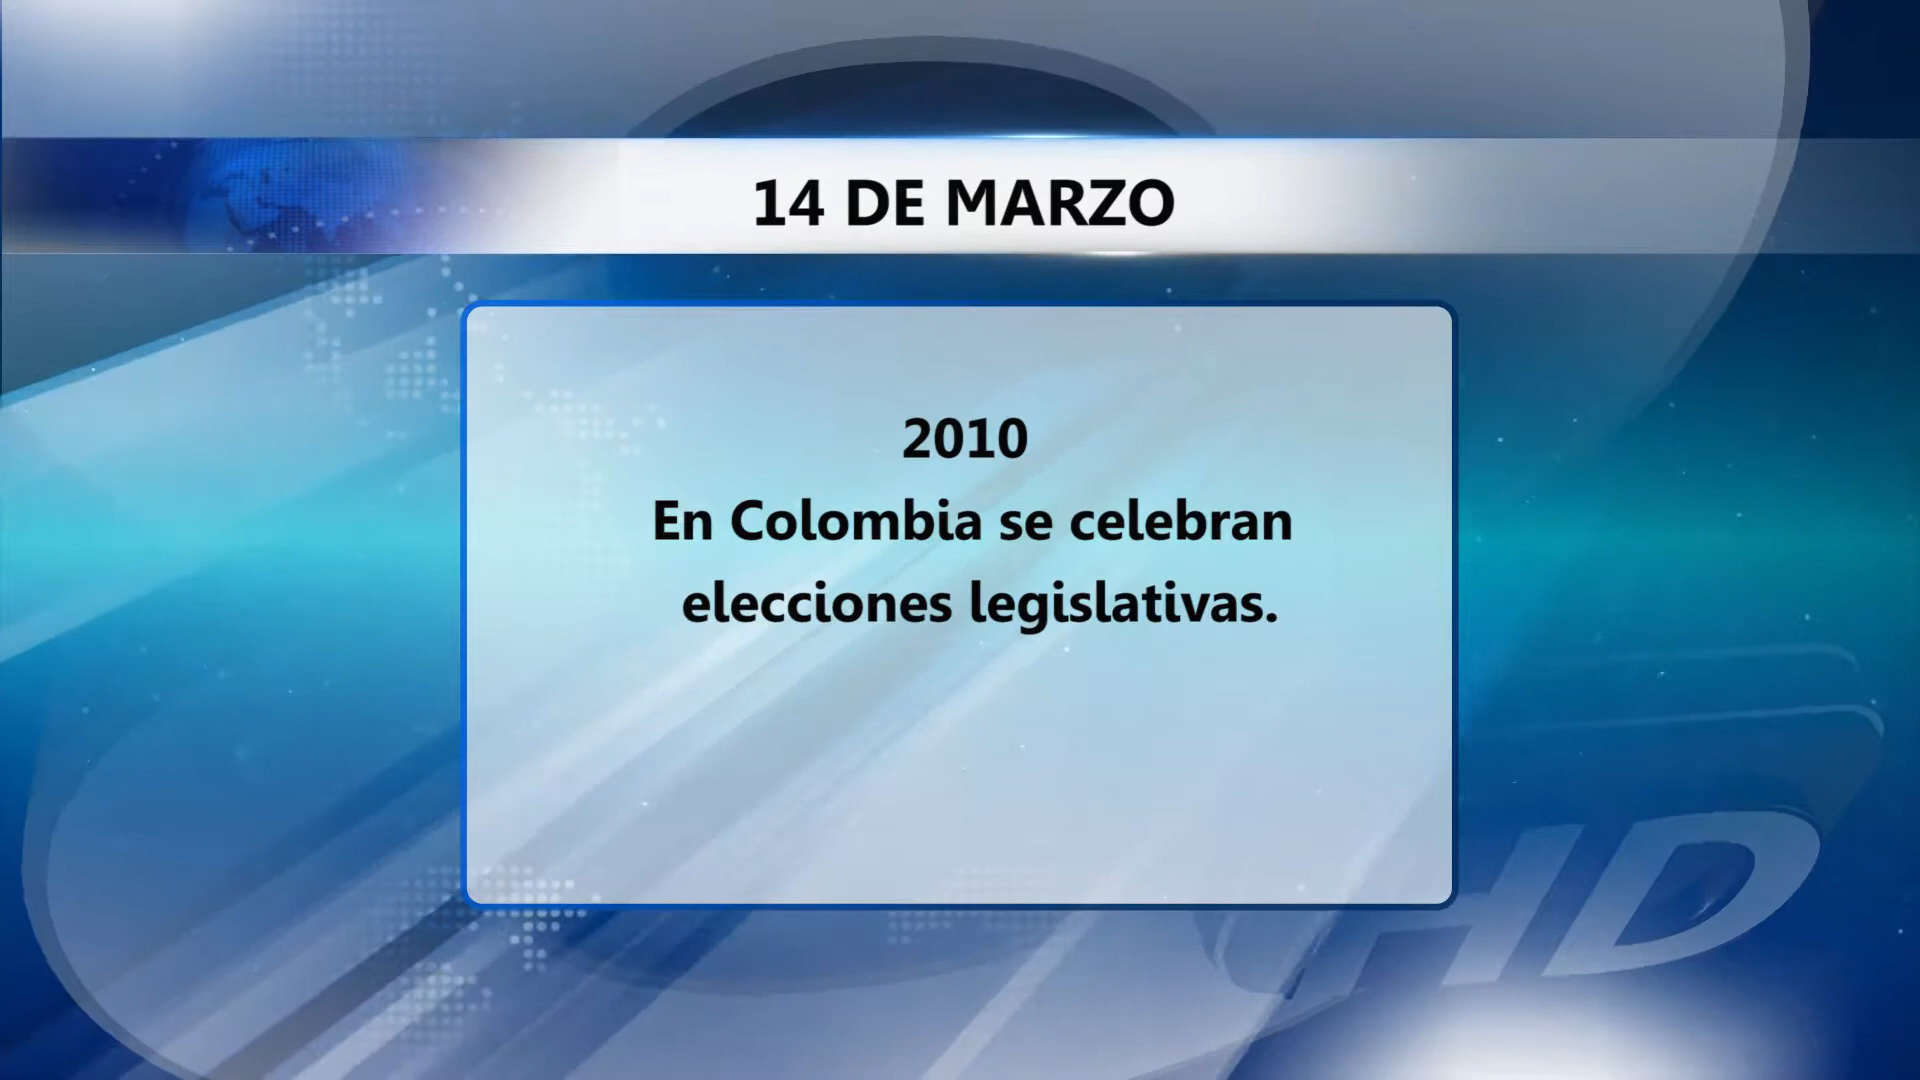 14 DE MARZO
2010
En Colombia se celebran
elecciones legislativas.
HD